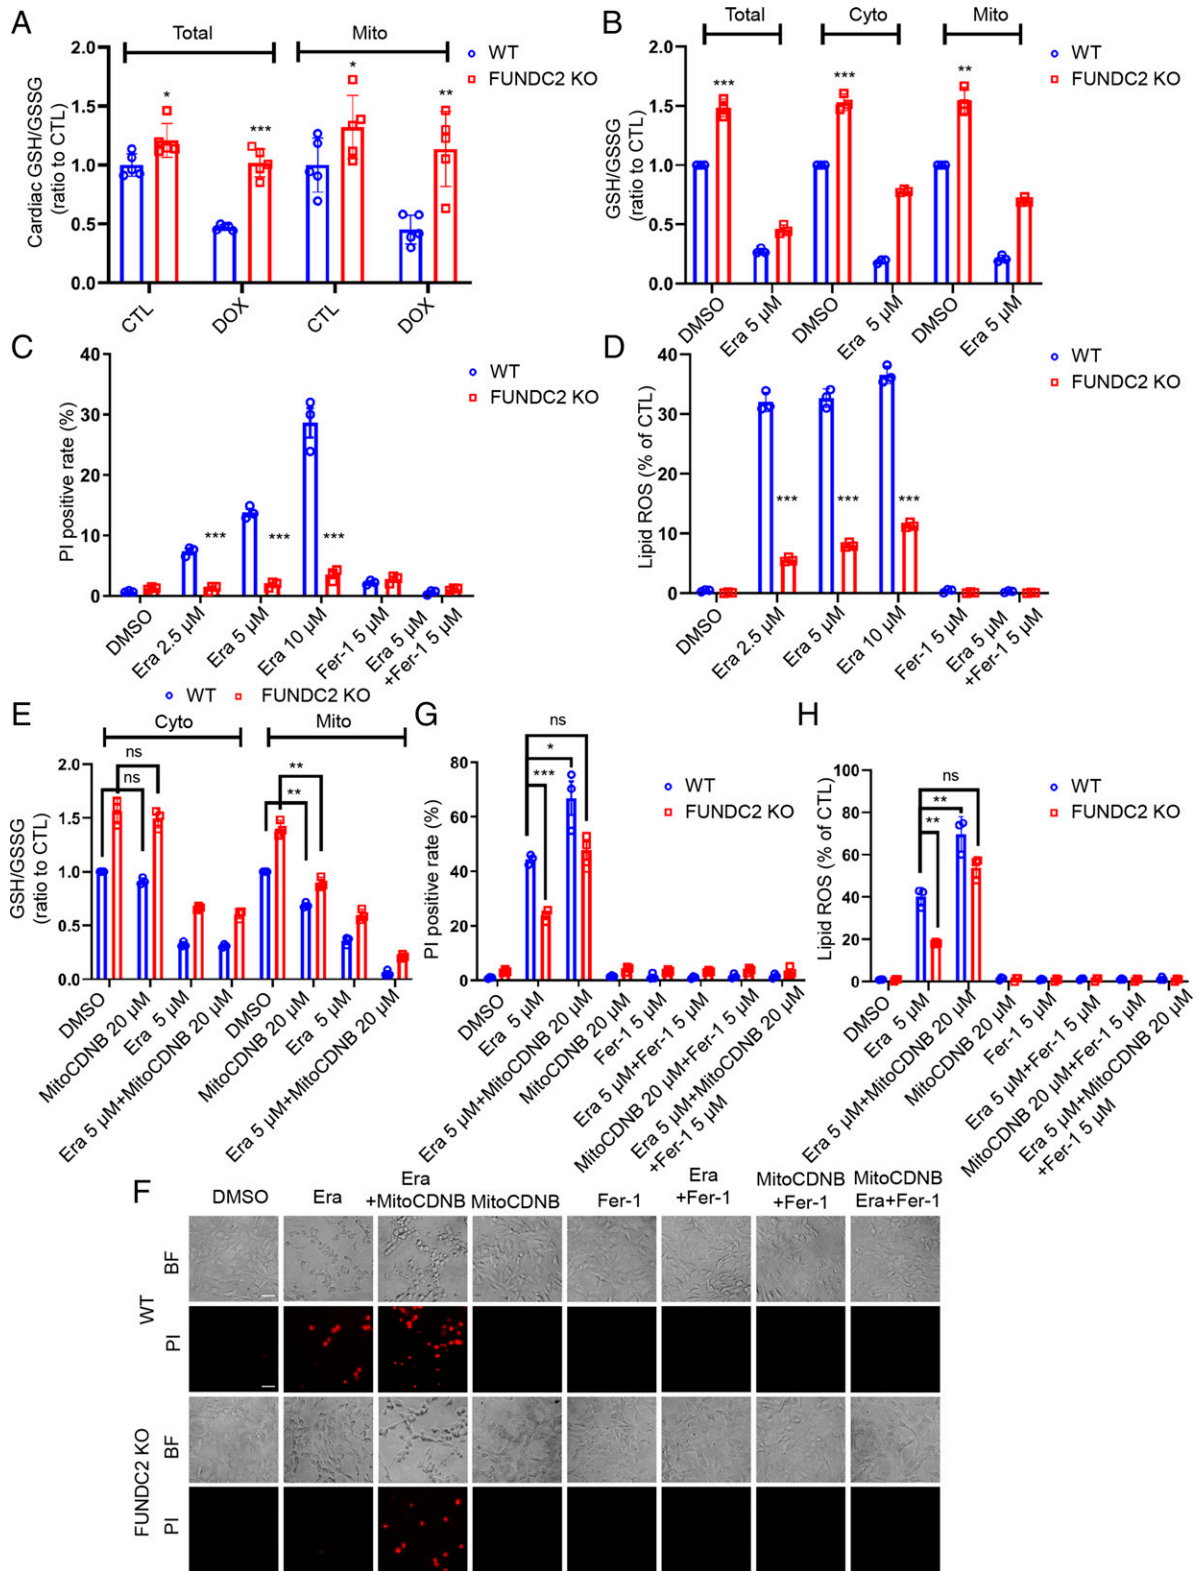 A
Total
Mito
WT
FUNDC2 KO
Cardiac GSH/GSSG
(ratio to CTL)
2.0
1.5
1.0
0.5
0.0
*
***
*
**
CTL
DOX
CTL
DOX
B
Total
Cyto
Mito
WT
FUNDC2 KO
GSH/GSSG
(ratio to CTL)
2.0
1.5
1.0
0.5
0.0
***
***
**
DMSO
Era 5 µM
DMSO
Era 5 µM
DMSO
Era 5 µM
C
WT
FUNDC2 KO
PI positive rate (%)
40
30
20
10
0
***
***
***
DMSO
Era 2.5 µM
Era 5 µM
Era 10 µM
Fer-1 5 µM
Era 5 µM
+Fer-1 5 µM
D
WT
FUNDC2 KO
Lipid ROS (% of CTL)
40
30
20
10
0
***
***
***
DMSO
Era 2.5 µM
Era 5 µM
Era 10 µM
Fer-1 5 µM
Era 5 µM
+Fer-1 5 µM
E
WT
FUNDC2 KO
Cyto
Mito
GSH/GSSG
(ratio to CTL)
2.0
1.5
1.0
0.5
0.0
ns
ns
**
**
DMSO
MitoCDNB 20 µM
Era 5 µM
Era 5 µM+MitoCDNB 20 µM
DMSO
MitoCDNB 20 µM
Era 5 µM
Era 5 µM+MitoCDNB 20 µM
G
WT
FUNDC2 KO
PI positive rate (%)
80
60
40
20
0
ns
*
***
DMSO
Era 5 µM
Era 5 µM+MitoCDNB 20 µM
MitoCDNB 20 µM
Fer-1 5 µM
Era 5 µM+Fer-1 5 µM
MitoCDNB 20 µM+Fer-1 5 µM
Era 5 µM+MitoCDNB 20 µM
+Fer-1 5 µM
H
WT
FUNDC2 KO
Lipid ROS (% of CTL)
100
80
60
40
20
0
ns
**
**
DMSO
Era 5 µM
Era 5 µM+MitoCDNB 20 µM
MitoCDNB 20 µM
Fer-1 5 µM
Era 5 µM+Fer-1 5 µM
MitoCDNB 20 µM+Fer-1 5 µM
Era 5 µM+MitoCDNB 20 µM
+Fer-1 5 µM
F
DMSO
Era
Era
+MitoCDNB
MitoCDNB
Fer-1
Era
+Fer-1
MitoCDNB
+Fer-1
MitoCDNB
Era+Fer-1
WT
BF
PI
FUNDC2 KO
BF
PI